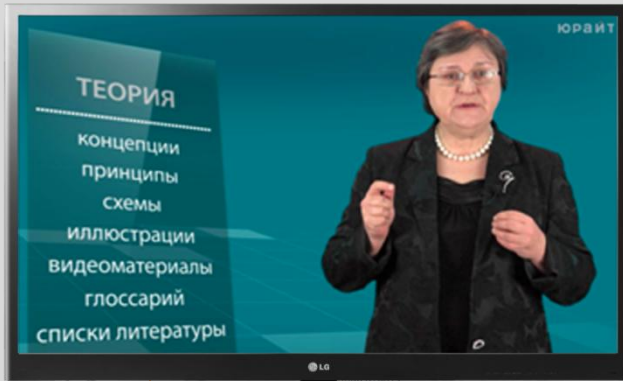 юрайт
ТЕОРИЯ
концепции
принципы
схемы
иллюстрации
видеоматериалы
глоссарий
списки литературы
LG